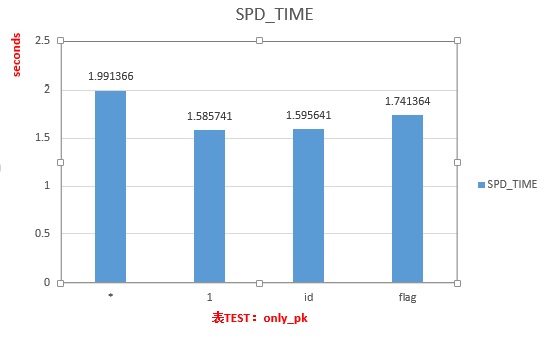 SPD_TIME
seconds
2.5
2
1.5
1
0.5
0
1.991366
1.585741
1.595641
1.741364
* 1 id flag
SPD_TIME
表TEST：only_pk